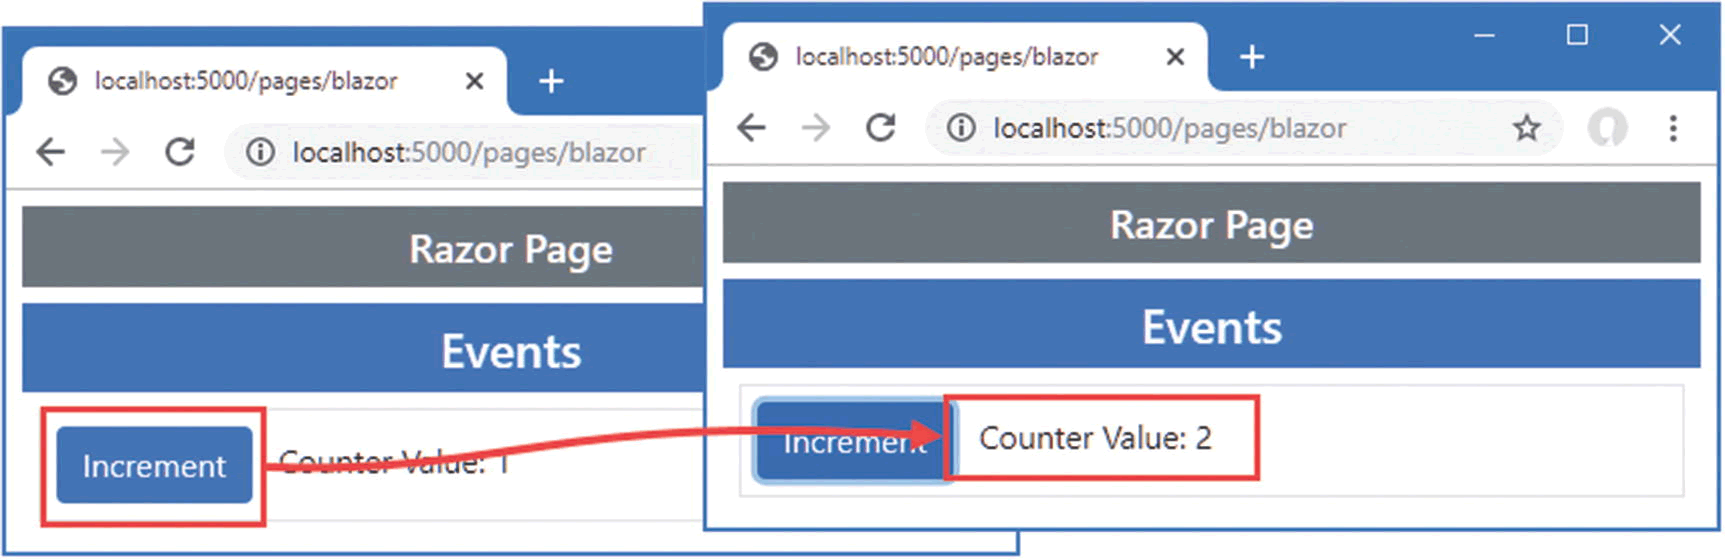 localhost:5000/pages/blazor
localhost:5000/pages/blazor
Razor Page
Events
Increment
Counter Value: 1
localhost:5000/pages/blazor
localhost:5000/pages/blazor
Razor Page
Events
Increment
Counter Value: 2